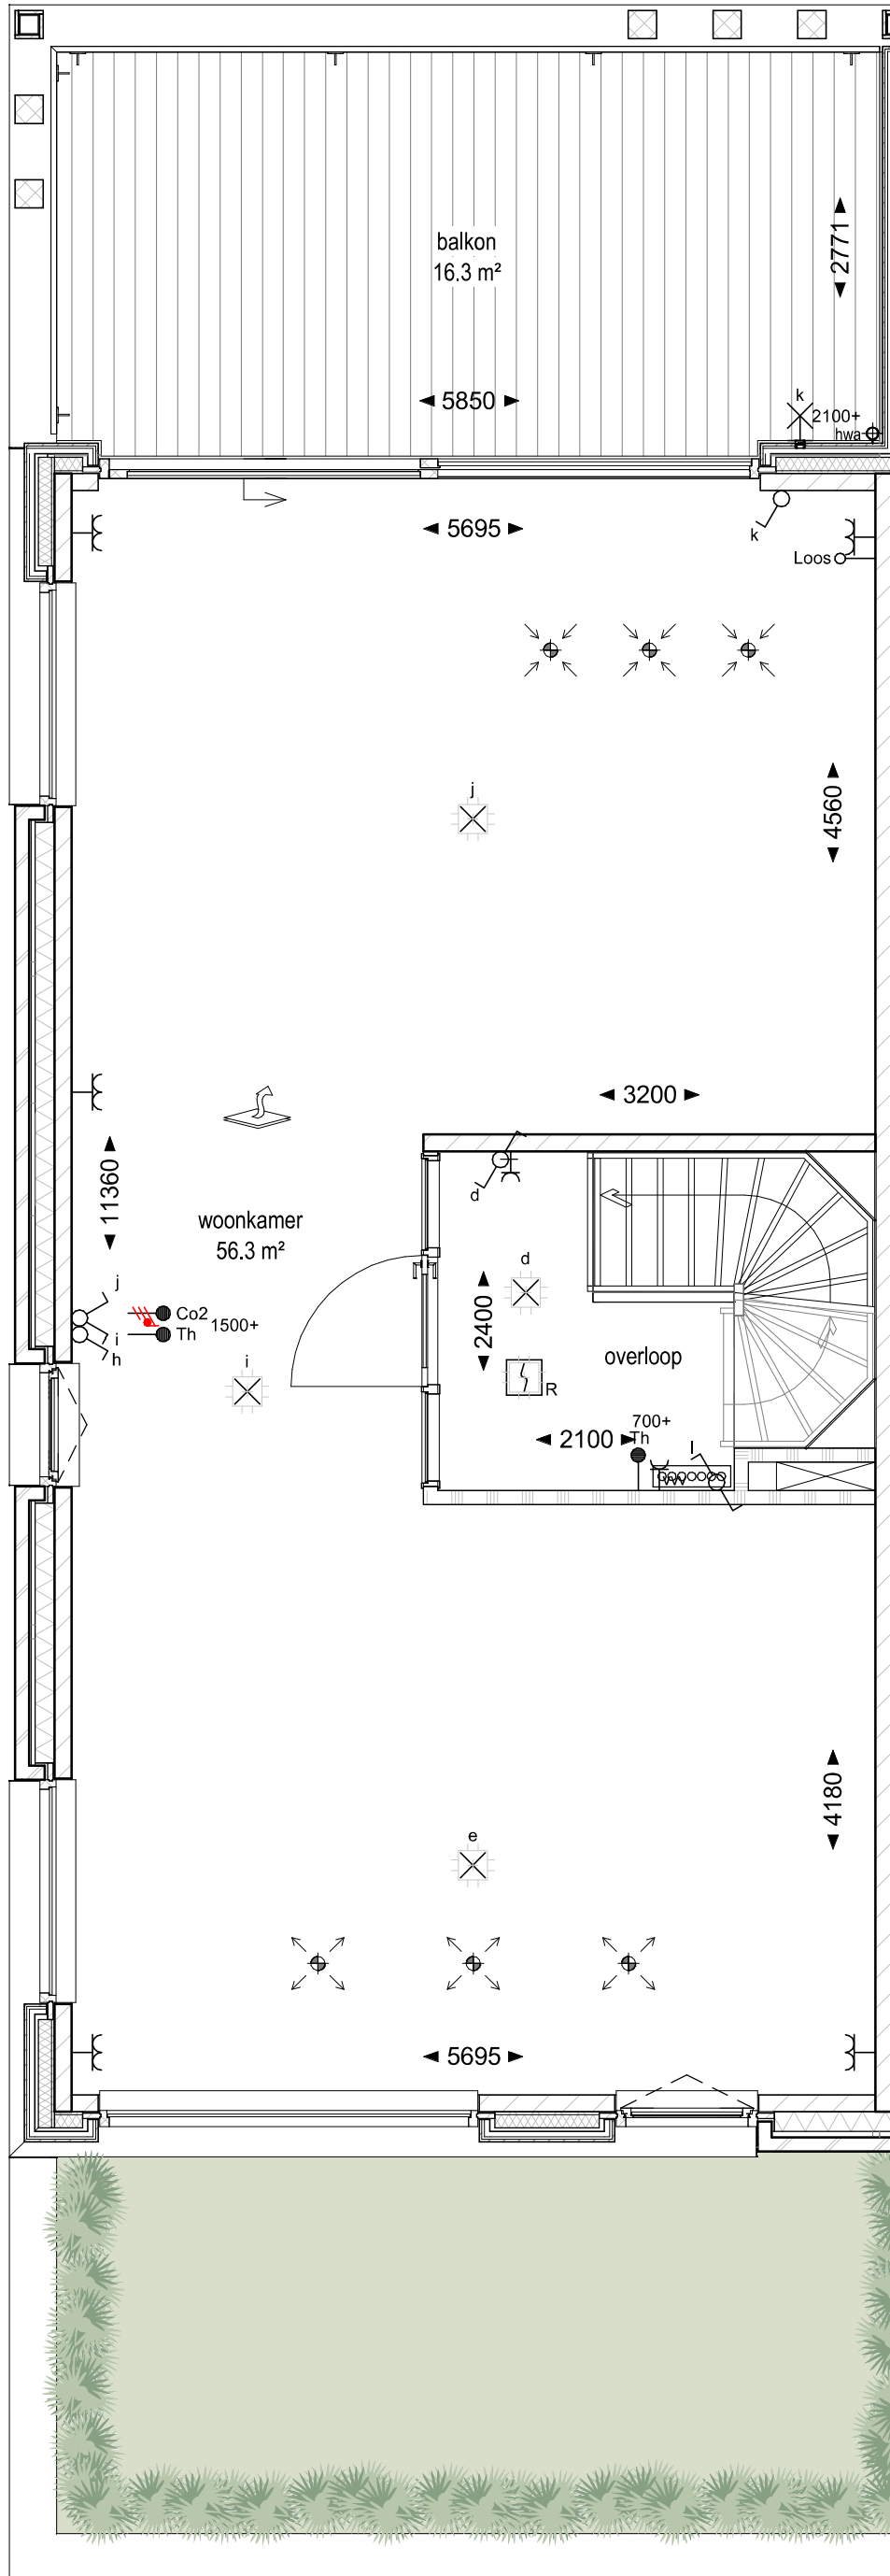 balkon
16.3 m²
2771
5850
k
2100+
hwa
5695
k
Loos
j
4560
3200
11360
woonkamer
56.3 m²
d
d
2400
j
Co2
1500+
Th
i
h
i
overloop
R
700+
Th
2100
l
4180
e
5695